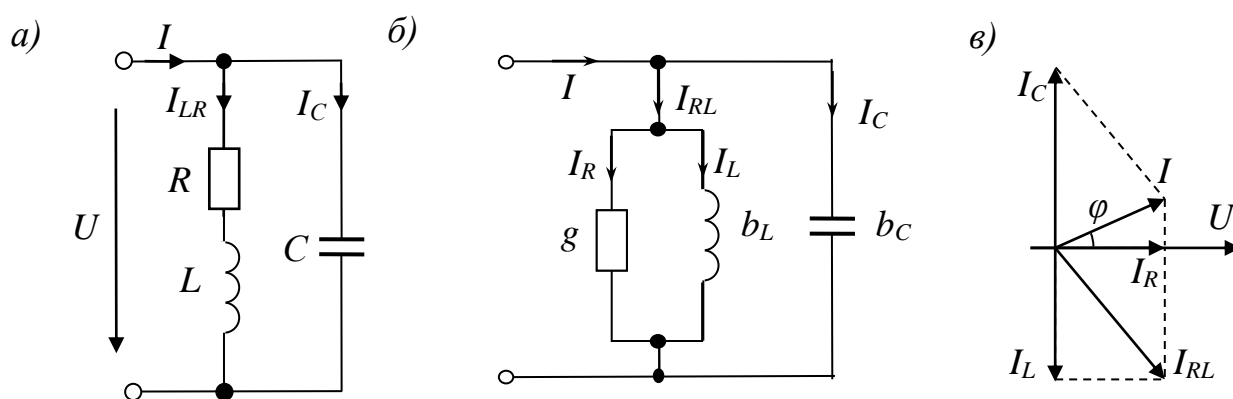 а)
I
I_LR
I_C
R
U
C
L
б)
I
I_RL
I_C
I_R
I_L
g
b_L
b_C
в)
I_C
I
φ
U
I_R
I_L
I_RL